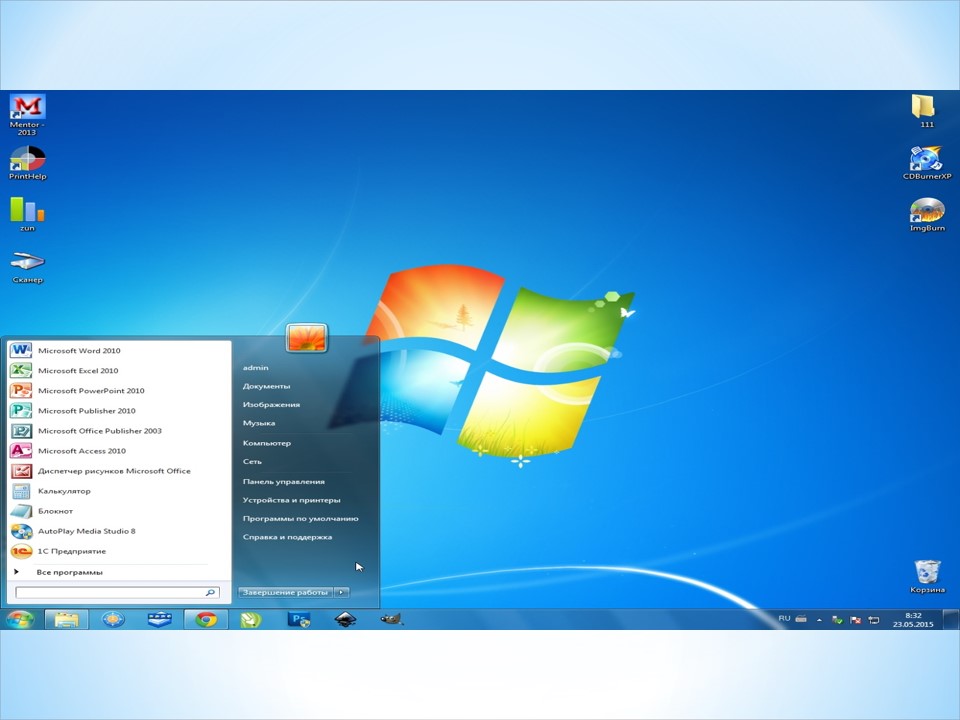 Mentor -
2013
PrintHelp
zun
Сканер
111
CDBurnerXP
ImgBurn
Microsoft Word 2010
Microsoft Excel 2010
Microsoft PowerPoint 2010
Microsoft Publisher 2010
Microsoft Office Publisher 2003
Microsoft Access 2010
Диспетчер рисунков Microsoft Office
Калькулятор
Блокнот
AutoPlay Media Studio 8
1С Предприятие
Все программы
admin
Документы
Изображения
Музыка
Компьютер
Сеть
Панель управления
Устройства и принтеры
Программы по умолчанию
Справка и поддержка
Завершение работы
Корзина
RU
8:32
23.05.2015